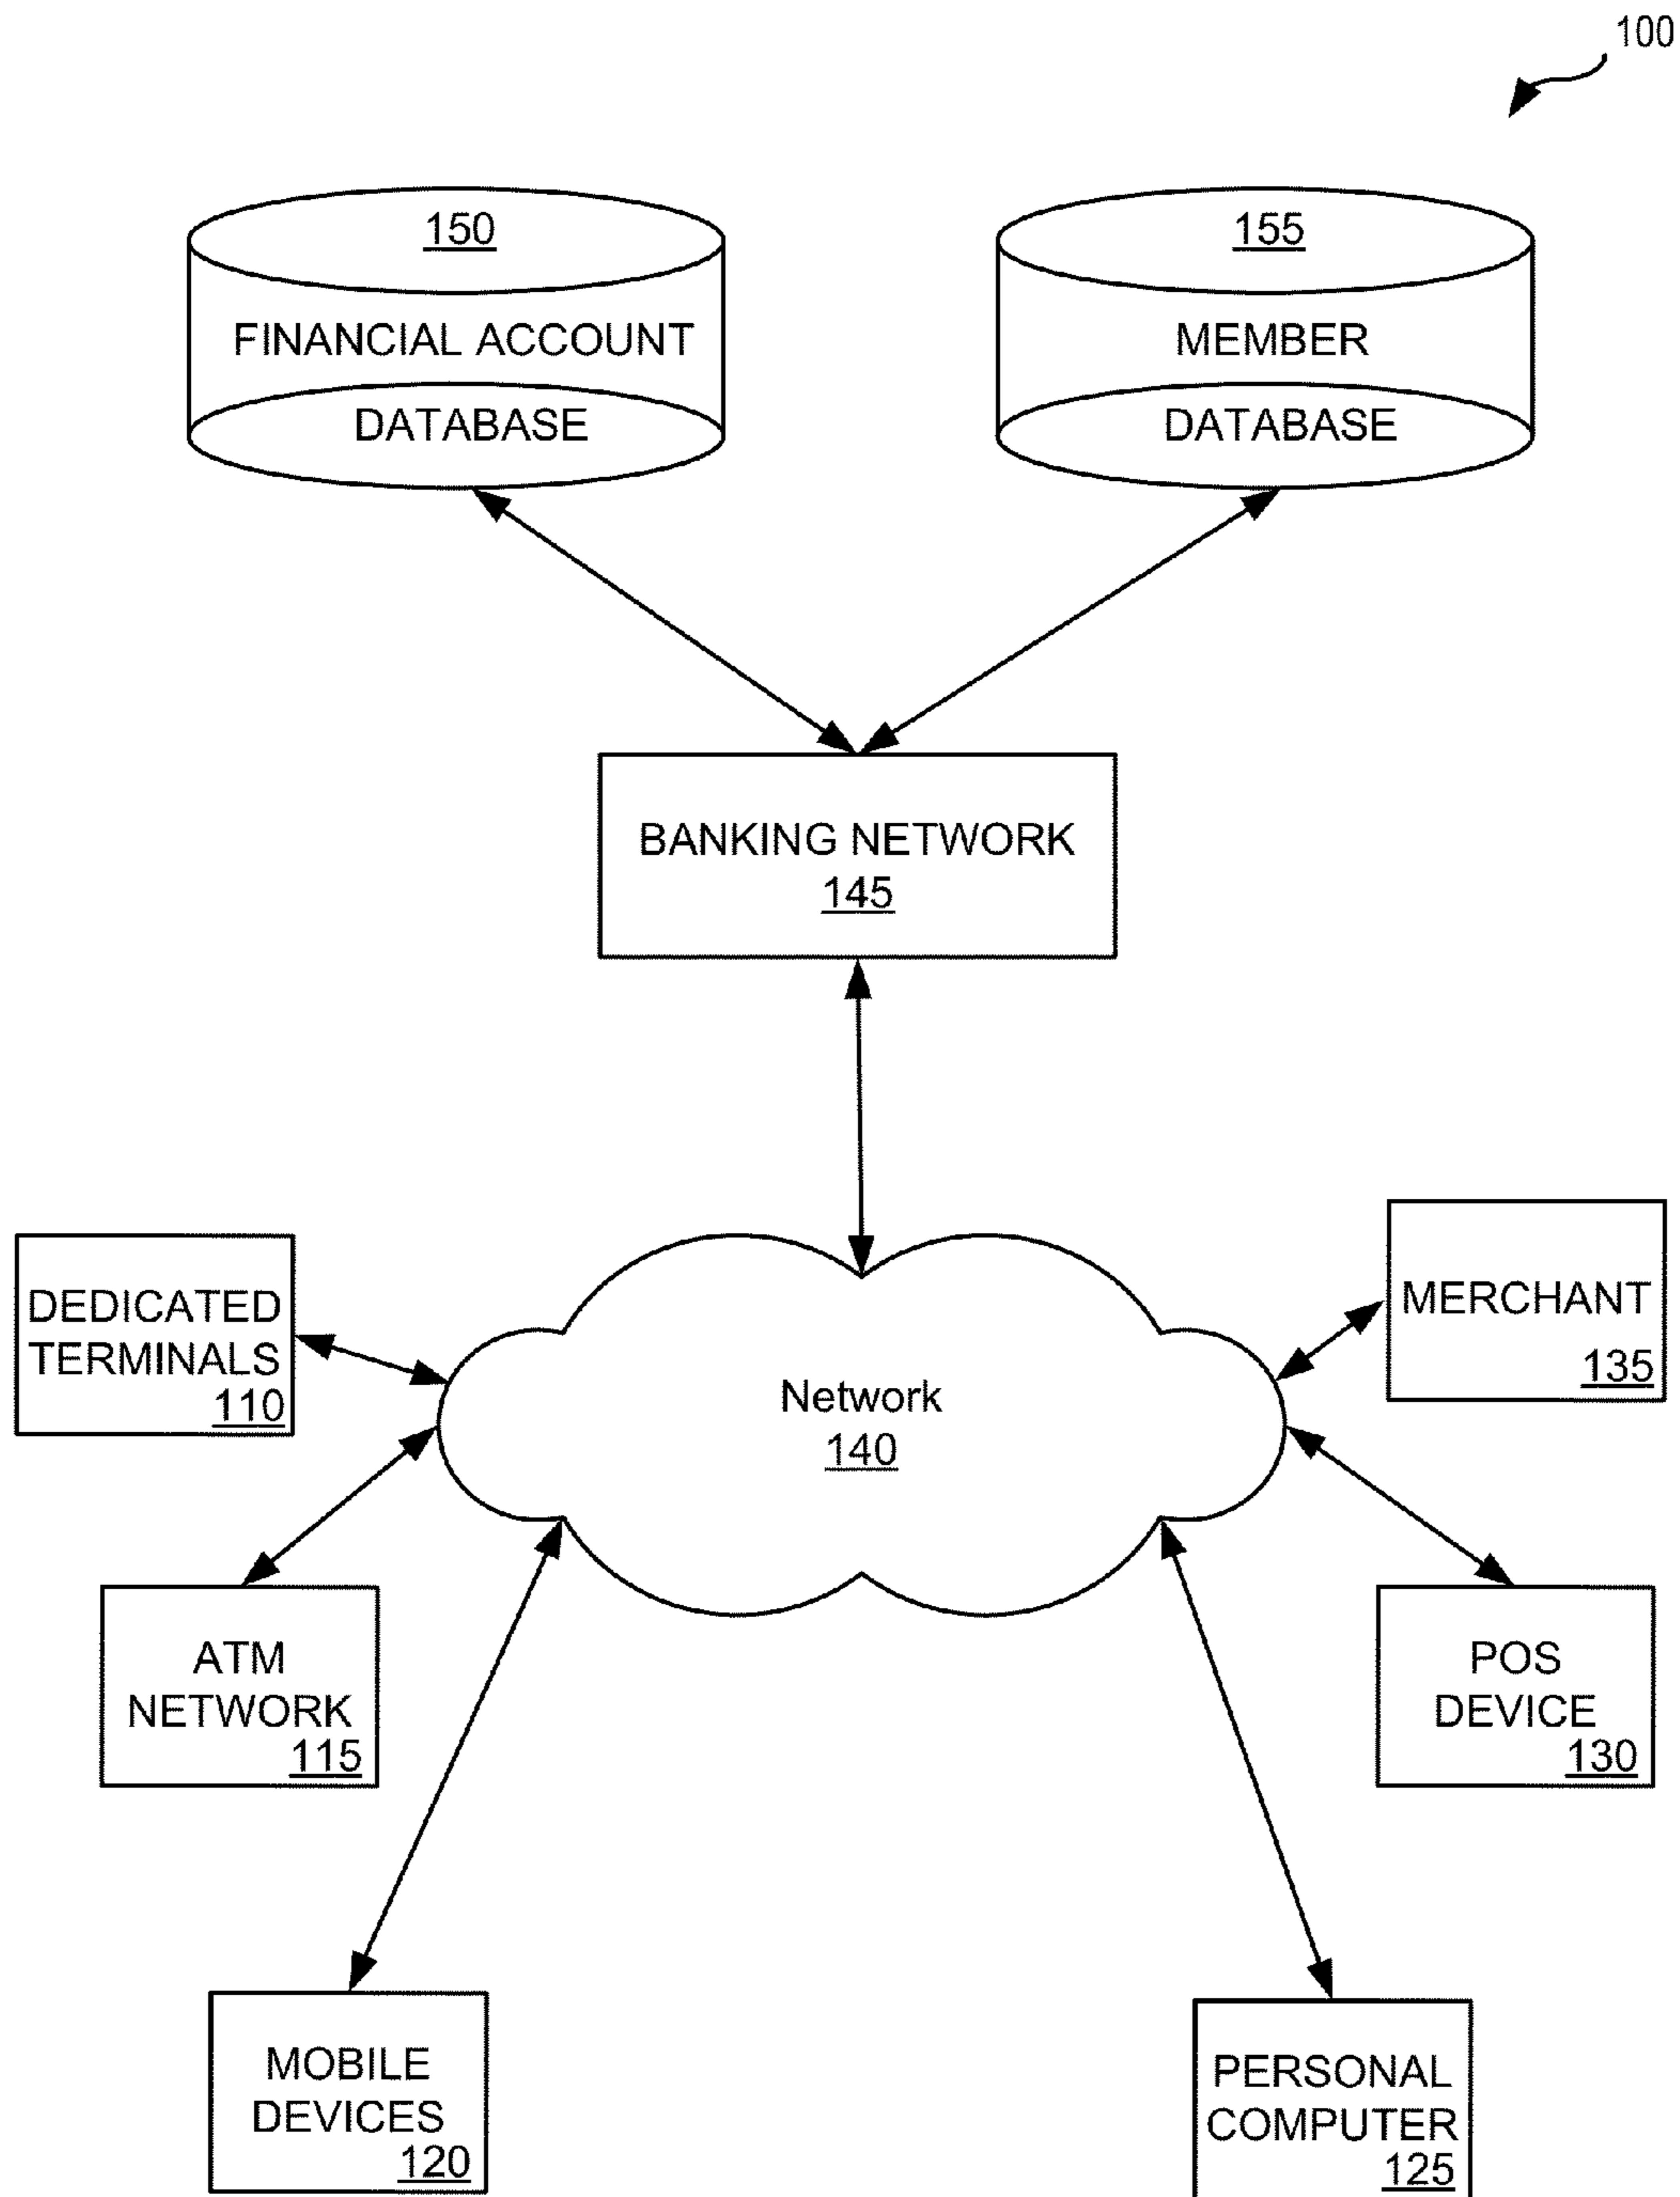 100
150
FINANCIAL ACCOUNT
DATABASE
155
MEMBER
DATABASE
BANKING NETWORK
145
DEDICATED
TERMINALS
110
Network
140
MERCHANT
135
ATM
NETWORK
115
POS
DEVICE
130
MOBILE
DEVICES
120
PERSONAL
COMPUTER
125